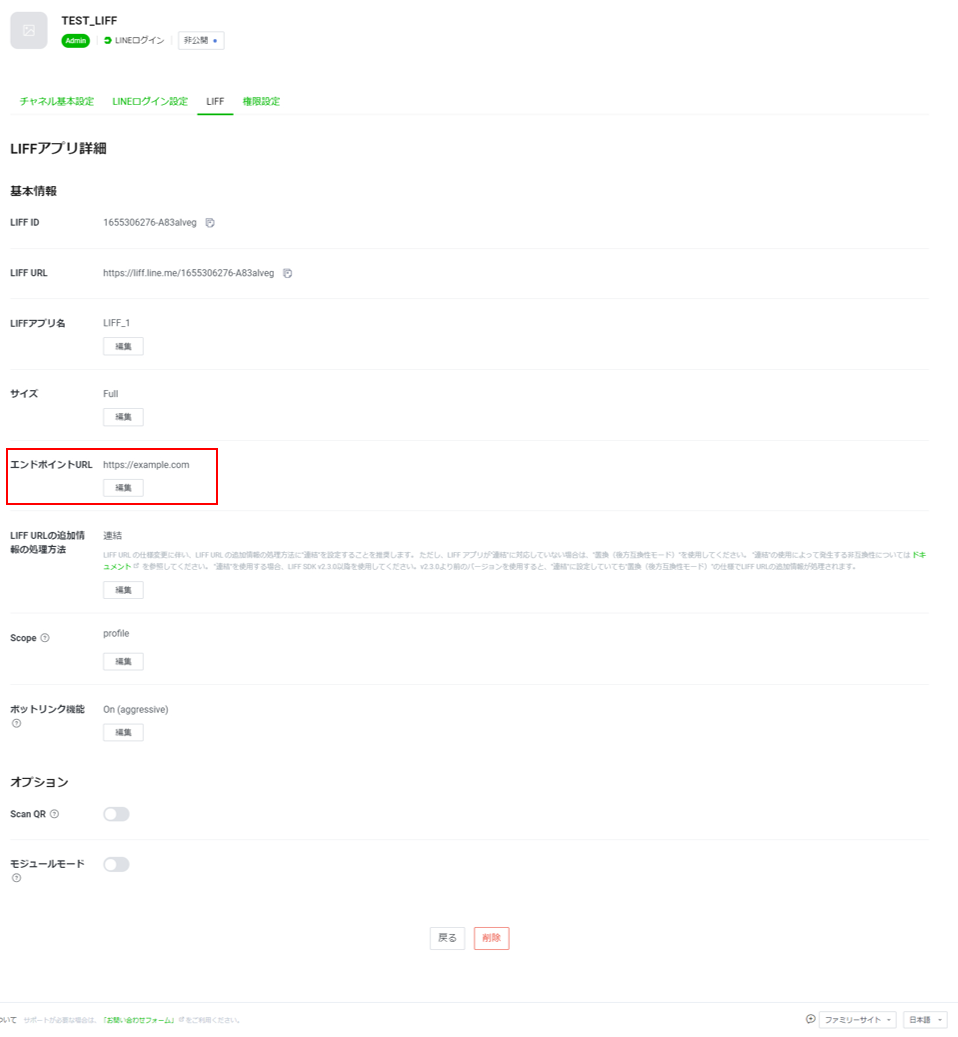 TEST_LIFF
Admin LINEログイン 非公開
チャネル基本設定 LINEログイン設定 LIFF 権限設定
LIFFアプリ詳細
基本情報
LIFF ID 1655306276-A83alveg
LIFF URL https://liff.line.me/1655306276-A83alveg
LIFFアプリ名 LIFF_1
編集
サイズ Full
編集
エンドポイントURL https://example.com
編集
LIFF URLの追加情 連結
報の処理方法
LIFF URL の仕様変更に伴い、LIFF URL の追加情報の処理方法に"連結"を設定することを推奨します。 ただし、LIFF アプリが"連結"に対応していない場合は、"置換（後方互換性モード）"を使用してください。 "連結"の使用によって発生する非互換性については ドキ
ュメント を参照してください。 "連結"を使用する場合、LIFF SDK v2.3.0以降を使用してください。v2.3.0より前のバージョンを使用すると、"連結"に設定していても"置換（後方互換性モード）"の仕様でLIFF URLの追加情報が処理されます。
編集
Scope profile
編集
ボットリンク機能 On (aggressive)
編集
オプション
Scan QR
モジュールモード
戻る 削除
ついて サポートが必要な場合は、「お問い合わせフォーム」をご利用ください。 ファミリーサイト 日本語